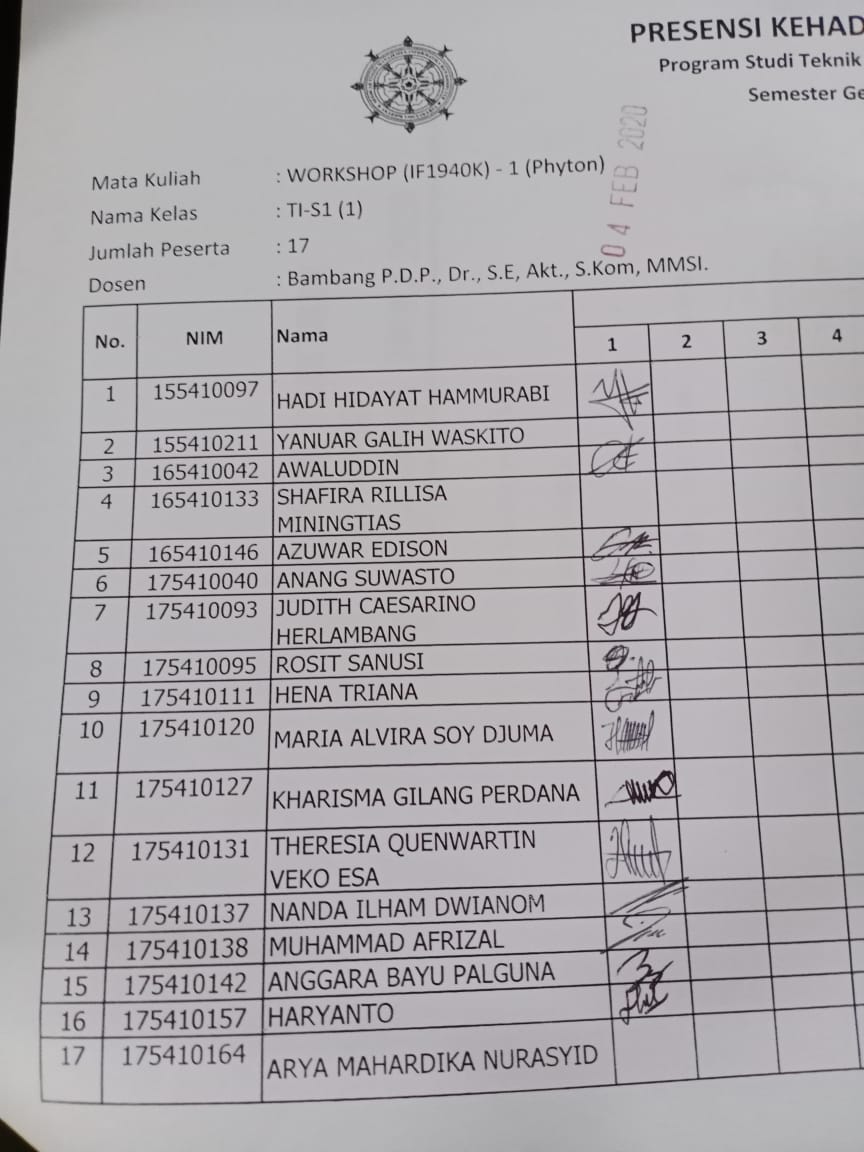 PRESENSI KEHAD
Program Studi Teknik
Semester Ge
04 FEB 2020
Mata Kuliah : WORKSHOP (IF1940K) - 1 (Phyton)
Nama Kelas : TI-S1 (1)
Jumlah Peserta : 17
Dosen : Bambang P.D.P., Dr., S.E, Akt., S.Kom, MMSI.
No. NIM Nama 1 2 3 4
1 155410097 HADI HIDAYAT HAMMURABI
2 155410211 YANUAR GALIH WASKITO
3 165410042 AWALUDDIN
4 165410133 SHAFIRA RILLISA
MININGTIAS
5 165410146 AZUWAR EDISON
6 175410040 ANANG SUWASTO
7 175410093 JUDITH CAESARINO
HERLAMBANG
8 175410095 ROSIT SANUSI
9 175410111 HENA TRIANA
10 175410120 MARIA ALVIRA SOY DJUMA
11 175410127 KHARISMA GILANG PERDANA
12 175410131 THERESIA QUENWARTIN
VEKO ESA
13 175410137 NANDA ILHAM DWIANOM
14 175410138 MUHAMMAD AFRIZAL
15 175410142 ANGGARA BAYU PALGUNA
16 175410157 HARYANTO
17 175410164 ARYA MAHARDIKA NURASYID